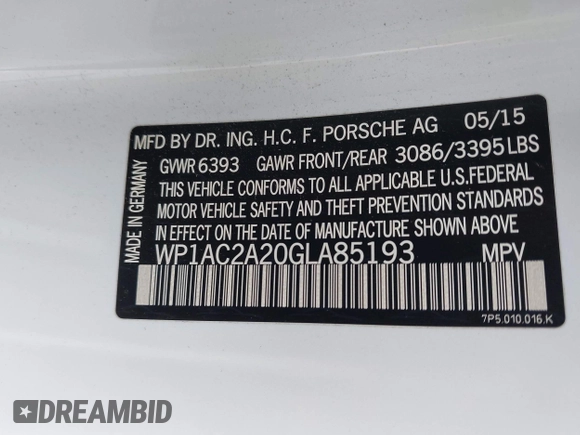 MFD BY DR. ING. H.C. F. PORSCHE AG 05/15
GWVR 6393 GAWR FRONT/REAR 3086/3395 LBS
THIS VEHICLE CONFORMS TO ALL APPLICABLE U.S.FEDERAL
MOTOR VEHICLE SAFETY AND THEFT PREVENTION STANDARDS
IN EFFECT ON THE DATE OF MANUFACTURE SHOWN ABOVE
WP1AC2A20GLA85193 MPV
MADE IN GERMANY
7P5.010.016.K
DREAMBID